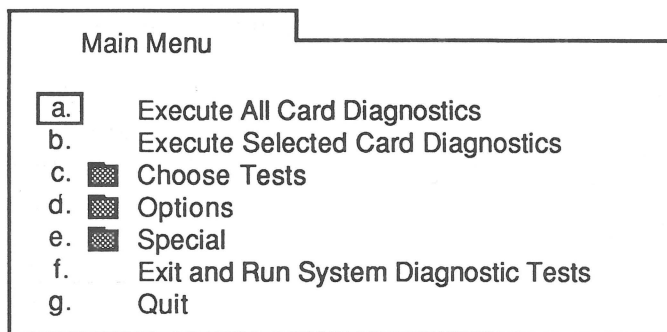 Main Menu
a. Execute All Card Diagnostics
b. Execute Selected Card Diagnostics
c. Choose Tests
d. Options
e. Special
f. Exit and Run System Diagnostic Tests
g. Quit